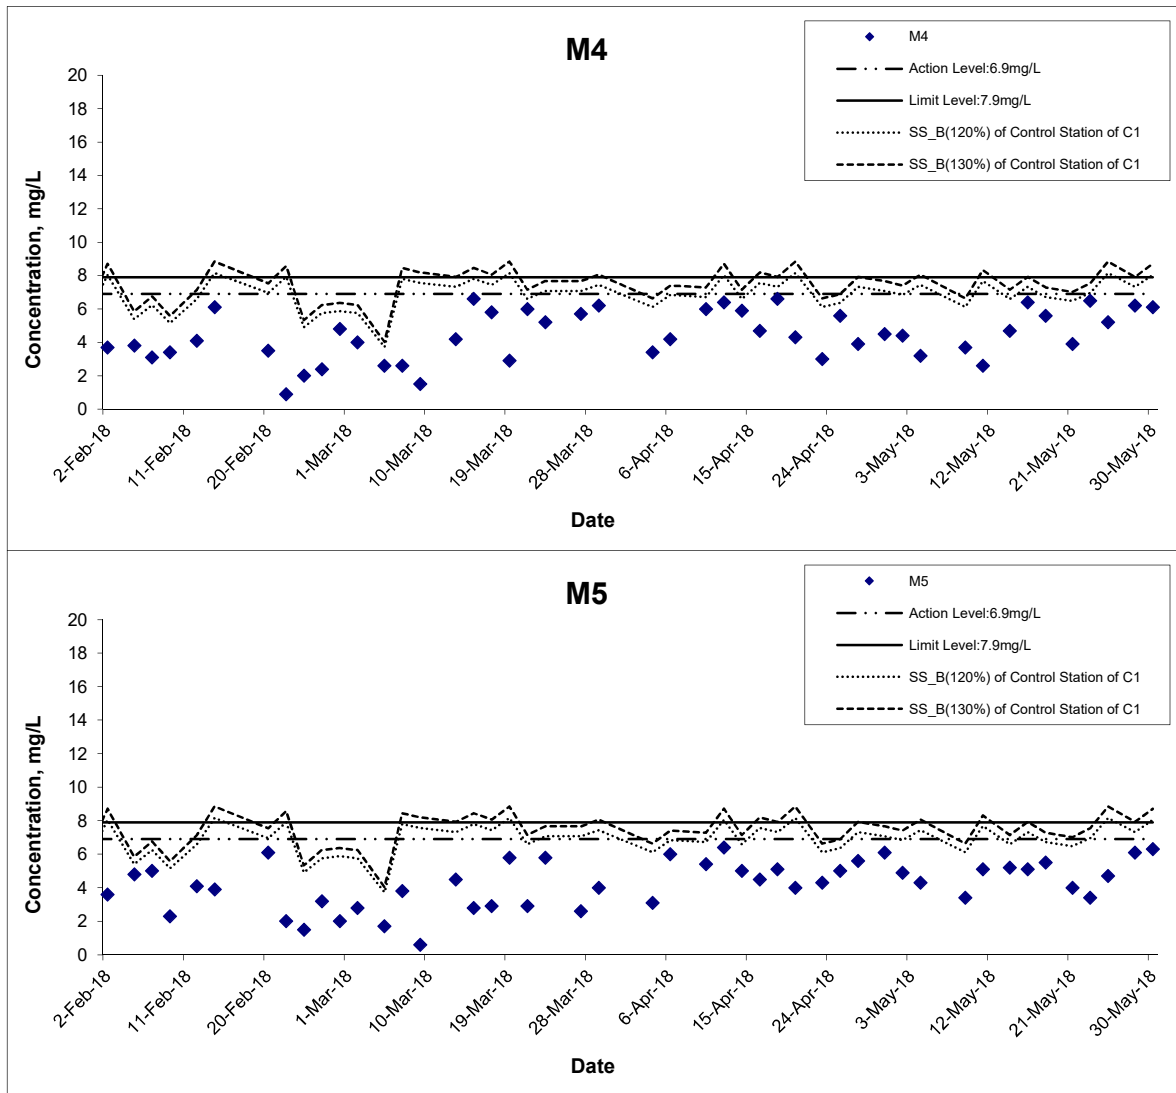 M4
M4
Action Level:6.9mg/L
Limit Level:7.9mg/L
SS_B(120%) of Control Station of C1
SS_B(130%) of Control Station of C1
Concentration, mg/L
20
18
16
14
12
10
8
6
4
2
0
2-Feb-18
11-Feb-18
20-Feb-18
1-Mar-18
10-Mar-18
19-Mar-18
28-Mar-18
6-Apr-18
15-Apr-18
24-Apr-18
3-May-18
12-May-18
21-May-18
30-May-18
Date
M5
M5
Action Level:6.9mg/L
Limit Level:7.9mg/L
SS_B(120%) of Control Station of C1
SS_B(130%) of Control Station of C1
Concentration, mg/L
20
18
16
14
12
10
8
6
4
2
0
2-Feb-18
11-Feb-18
20-Feb-18
1-Mar-18
10-Mar-18
19-Mar-18
28-Mar-18
6-Apr-18
15-Apr-18
24-Apr-18
3-May-18
12-May-18
21-May-18
30-May-18
Date